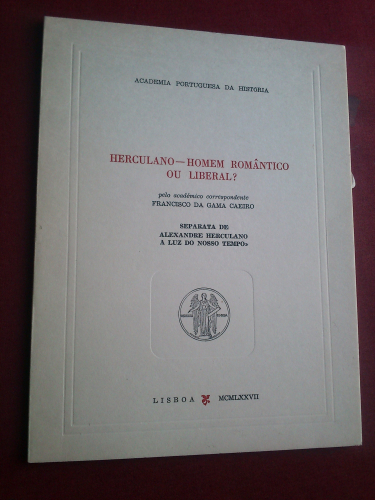 ACADEMIA PORTUGUESA DA HISTÓRIA
HERCULANO—HOMEM ROMÂNTICO
OU LIBERAL?
pelo académico correspondente
FRANCISCO DA GAMA CAEIRO
SEPARATA DE
ALEXANDRE HERCULANO
A LUZ DO NOSSO TEMPO»
LISBOA MCMLXXVII